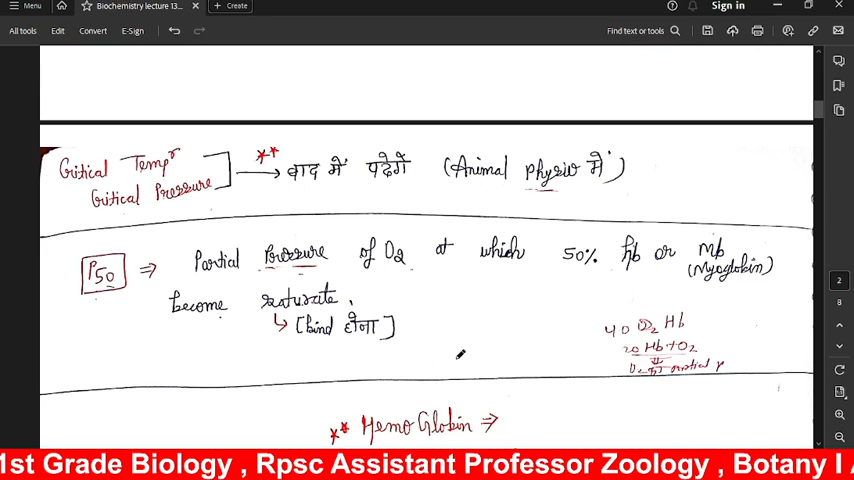 Menu
Biochemistry lecture 13...
Create
Sign in
All tools Edit Convert E-Sign
Find text or tools
Critical Tempr
Critical Pressure
** → बाद में पढेगें (Animal physio में)
P50 ⇒ Partial Pressure of O2 at which 50% hb or Mb
(Myoglobin)
become saturate,
[bind होना]
40 O2 Hb
20 Hb + O2
2
8
** Hemo Globin ⇒
1st Grade Biology , Rpsc Assistant Professor Zoology , Botany I A